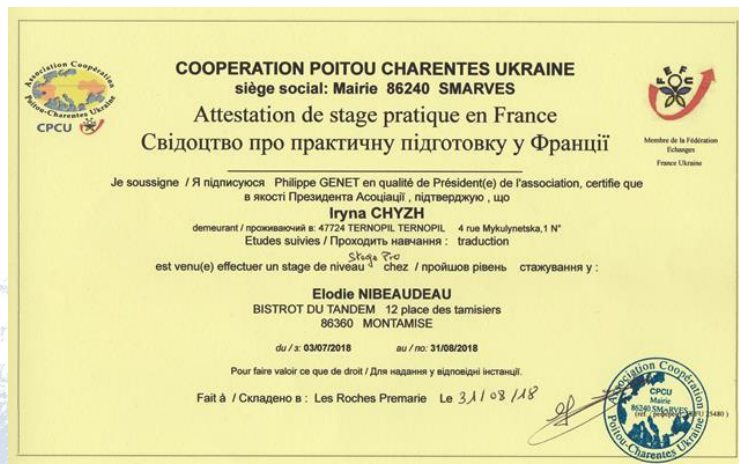 Association Coopération
Poitou-Charentes Ukraine
CPCU
COOPERATION POITOU CHARENTES UKRAINE
siège social: Mairie 86240 SMARVES
Attestation de stage pratique en France
Свідоцтво про практичну підготовку у Франції
FEFU
Membre de la Fédération
Echanges
France Ukraine
Je soussigne / Я підписуюся Philippe GENET en qualité de Président(e) de l'association, certifie que
в якості Президента Асоціації , підтверджую , що
Iryna CHYZH
demeurant / проживаючий в: 47724 TERNOPIL TERNOPIL 4 rue Mykulynetska,1 N°
Etudes suivies / Проходить навчання : traduction
est venu(e) effectuer un stage de niveau Stage Pro chez / пройшов рівень стажування у :
Elodie NIBEAUDEAU
BISTROT DU TANDEM 12 place des tamisiers
86360 MONTAMISE
du / з: 03/07/2018 au / по: 31/08/2018
Pour faire valoir ce que de droit / Для надання у відповідні інстанції.
Fait à / Складено в : Les Roches Premarie Le 31/08/18
Association Coopération
CPCU
Mairie
86240 SMARVES
25480 )
Poitou-Charentes Ukraine